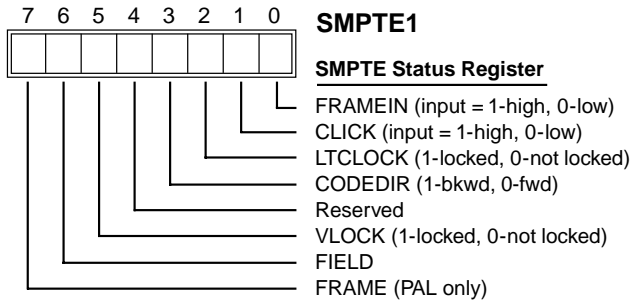 7 6 5 4 3 2 1 0
SMPTE1
SMPTE Status Register
FRAMEIN (input = 1-high, 0-low)
CLICK (input = 1-high, 0-low)
LTCLOCK (1-locked, 0-not locked)
CODEDIR (1-bkwd, 0-fwd)
Reserved
VLOCK (1-locked, 0-not locked)
FIELD
FRAME (PAL only)